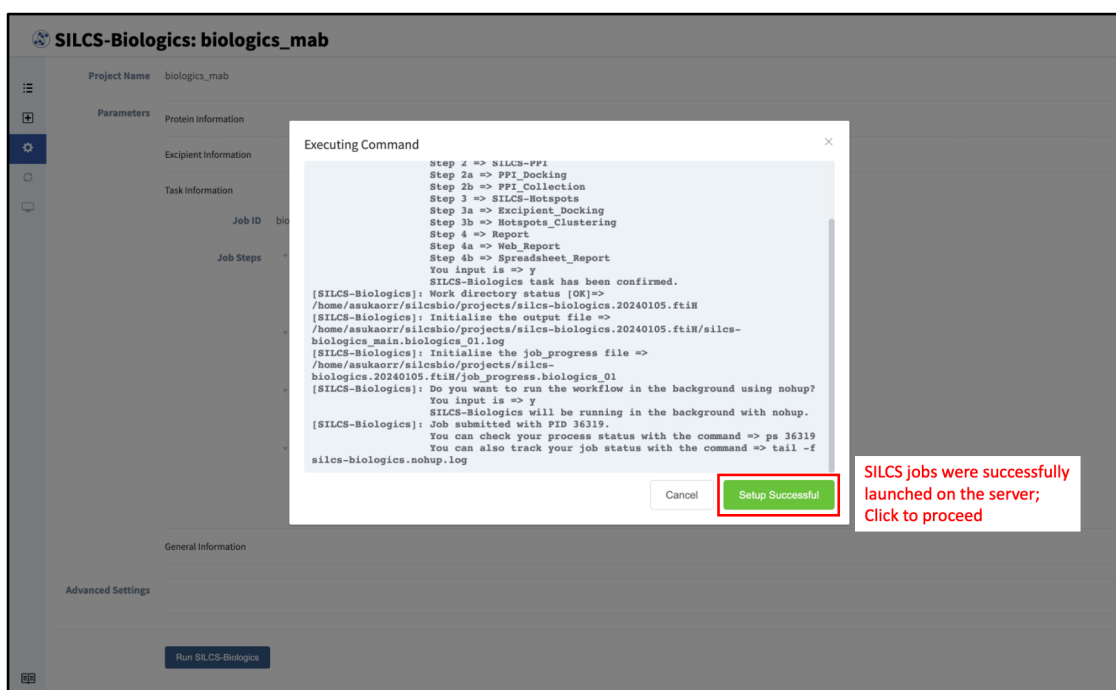 SILCS-Biologics: biologics_mab
Project Name biologics_mab
Parameters Protein Information
Excipient Information
Task Information
Job ID bio
Job Steps
Executing Command
Step 2 => SILCS-PPI
Step 2a => PPI_Docking
Step 2b => PPI_Collection
Step 3 => SILCS-Hotspots
Step 3a => Excipient_Docking
Step 3b => Hotspots_Clustering
Step 4 => Report
Step 4a => Web_Report
Step 4b => Spreadsheet_Report
You input is => y
SILCS-Biologics task has been confirmed.
[SILCS-Biologics]: Work directory status [OK]=>
/home/asukaorr/silcsbio/projects/silcs-biologics.20240105.ftiH
[SILCS-Biologics]: Initialize the output file =>
/home/asukaorr/silcsbio/projects/silcs-biologics.20240105.ftiH/silcs-
biologics_main.biologics_01.log
[SILCS-Biologics]: Initialize the job_progress file =>
/home/asukaorr/silcsbio/projects/silcs-
biologics.20240105.ftiH/job_progress.biologics_01
[SILCS-Biologics]: Do you want to run the workflow in the background using nohup?
You input is => y
SILCS-Biologics will be running in the background with nohup.
[SILCS-Biologics]: Job submitted with PID 36319.
You can check your process status with the command => ps 36319
You can also track your job status with the command => tail -f
silcs-biologics.nohup.log
Cancel
Setup Successful
SILCS jobs were successfully
launched on the server;
Click to proceed
General Information
Advanced Settings
Run SILCS-Biologics